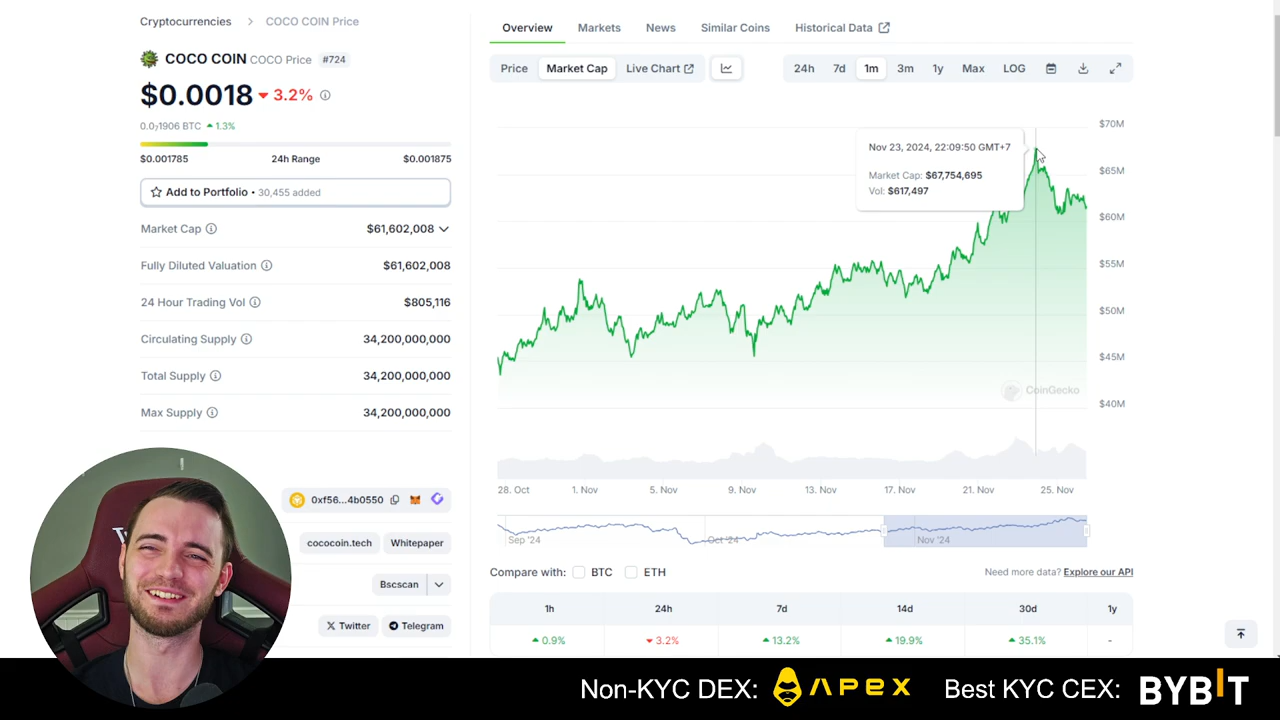 Cryptocurrencies > COCO COIN Price
COCO COIN COCO Price #724
$0.0018 3.2%
0.0₇1906 BTC 1.3%
$0.001785 24h Range $0.001875
Add to Portfolio • 30,455 added
Market Cap $61,602,008
Fully Diluted Valuation $61,602,008
24 Hour Trading Vol $805,116
Circulating Supply 34,200,000,000
Total Supply 34,200,000,000
Max Supply 34,200,000,000
0xf56...4b0550
cococoin.tech Whitepaper
Bscscan
Twitter Telegram
Overview Markets News Similar Coins Historical Data
Price Market Cap Live Chart 24h 7d 1m 3m 1y Max LOG
$70M
$65M
$60M
$55M
$50M
$45M
$40M
Nov 23, 2024, 22:09:50 GMT+7
Market Cap: $67,754,695
Vol: $617,497
CoinGecko
28. Oct 1. Nov 5. Nov 9. Nov 13. Nov 17. Nov 21. Nov 25. Nov
Sep '24 Oct '24 Nov '24
Compare with: BTC ETH Need more data? Explore our API
1h 24h 7d 14d 30d 1y
0.9% 3.2% 13.2% 19.9% 35.1% -
Non-KYC DEX: APEX Best KYC CEX: BYBIT